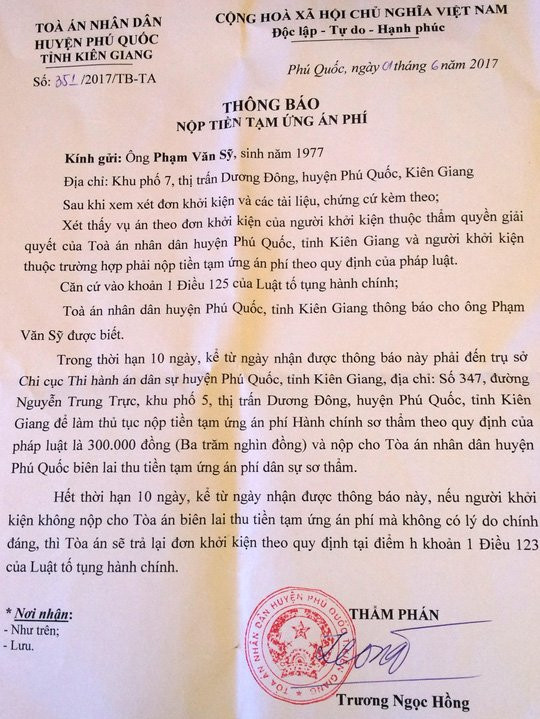 TOÀ ÁN NHÂN DÂN
HUYỆN PHÚ QUỐC
TỈNH KIÊN GIANG
Số: 351/2017/TB-TA
CỘNG HOÀ XÃ HỘI CHỦ NGHĨA VIỆT NAM
Độc lập - Tự do - Hạnh phúc
Phú Quốc, ngày 01 tháng 6 năm 2017
THÔNG BÁO
NỘP TIỀN TẠM ỨNG ÁN PHÍ
Kính gửi: Ông Phạm Văn Sỹ, sinh năm 1977
Địa chỉ: Khu phố 7, thị trấn Dương Đông, huyện Phú Quốc, Kiên Giang
Sau khi xem xét đơn khởi kiện và các tài liệu, chứng cứ kèm theo;
Xét thấy vụ án theo đơn khởi kiện của người khởi kiện thuộc thẩm quyền giải
quyết của Toà án nhân dân huyện Phú Quốc, tỉnh Kiên Giang và người khởi kiện
thuộc trường hợp phải nộp tiền tạm ứng án phí theo quy định của pháp luật.
Căn cứ vào khoản 1 Điều 125 của Luật tố tụng hành chính;
Toà án nhân dân huyện Phú Quốc, tỉnh Kiên Giang thông báo cho ông Phạm
Văn Sỹ được biết.
Trong thời hạn 10 ngày, kể từ ngày nhận được thông báo này phải đến trụ sở
Chi cục Thi hành án dân sự huyện Phú Quốc, tỉnh Kiên Giang, địa chỉ: Số 347, đường
Nguyễn Trung Trực, khu phố 5, thị trấn Dương Đông, huyện Phú Quốc, tỉnh Kiên
Giang để làm thủ tục nộp tiền tạm ứng án phí Hành chính sơ thẩm theo quy định của
pháp luật là 300.000 đồng (Ba trăm nghìn đồng) và nộp cho Tòa án nhân dân huyện
Phú Quốc biên lai thu tiền tạm ứng án phí dân sự sơ thẩm.
Hết thời hạn 10 ngày, kể từ ngày nhận được thông báo này, nếu người khởi
kiện không nộp cho Tòa án biên lai thu tiền tạm ứng án phí mà không có lý do chính
đáng, thì Tòa án sẽ trả lại đơn khởi kiện theo quy định tại điểm h khoản 1 Điều 123
của Luật tố tụng hành chính.
* Nơi nhận:
- Như trên;
- Lưu.
THẨM PHÁN
TOÀ ÁN NHÂN DÂN HUYỆN PHÚ QUỐC
Trương Ngọc Hồng